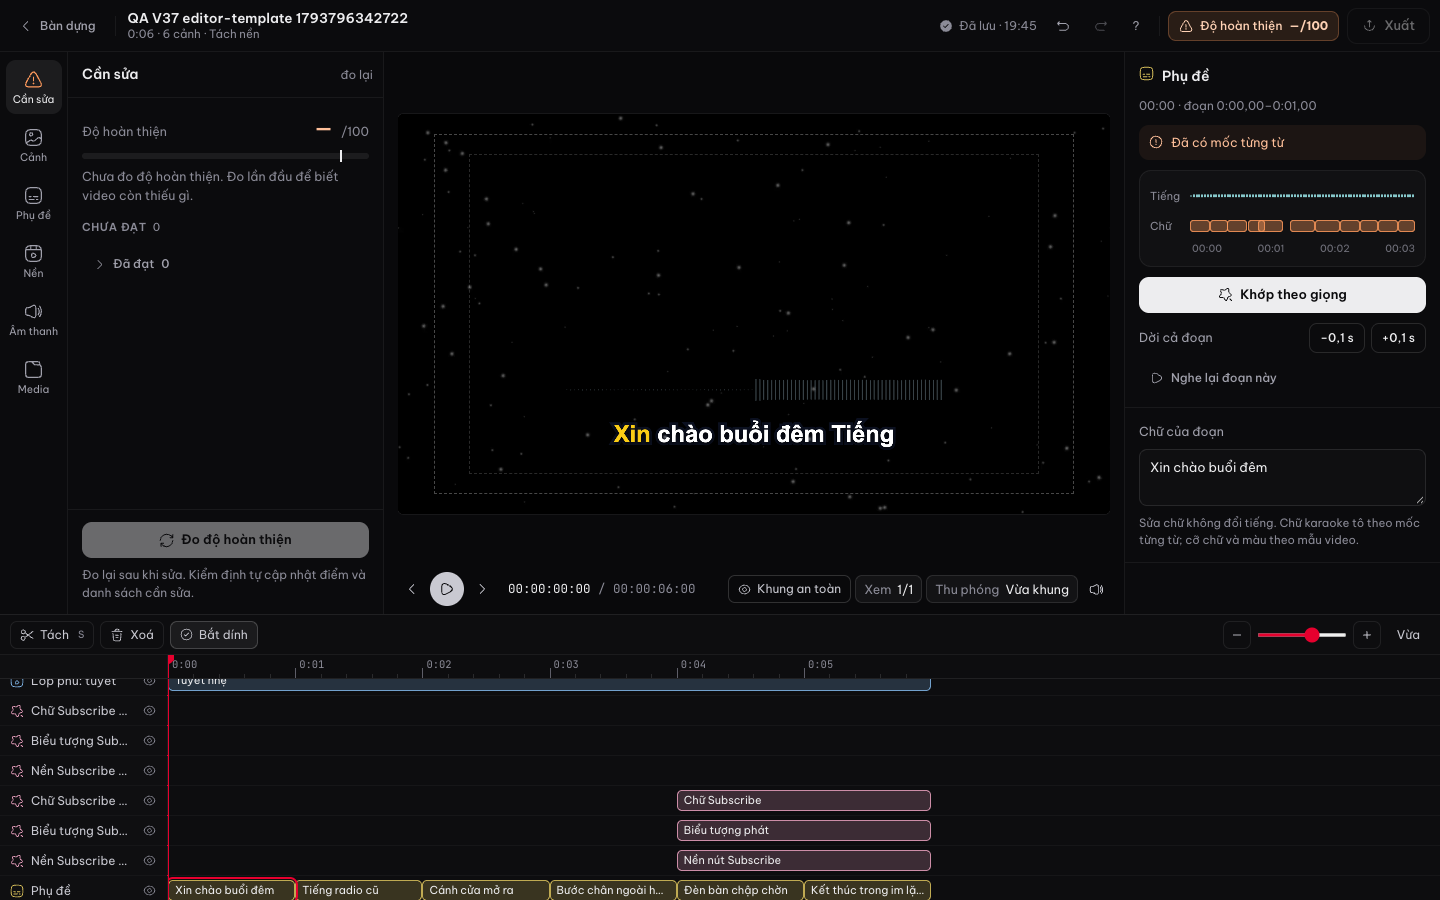 Bàn dựng
QA V37 editor-template 1793796342722
0:06 · 6 cảnh · Tách nền
Đã lưu · 19:45
?
Độ hoàn thiện –/100
Xuất
Cần sửa
Cảnh
Phụ đề
Nền
Âm thanh
Media
Cần sửa
đo lại
Độ hoàn thiện
– /100
Chưa đo độ hoàn thiện. Đo lần đầu để biết
video còn thiếu gì.
CHƯA ĐẠT 0
Đã đạt 0
Đo độ hoàn thiện
Đo lại sau khi sửa. Kiểm định tự cập nhật điểm và
danh sách cần sửa.
Xin chào buổi đêm Tiếng
00:00:00:00 / 00:00:06:00
Khung an toàn
Xem 1/1
Thu phóng Vừa khung
Phụ đề
00:00 · đoạn 0:00,00–0:01,00
Đã có mốc từng từ
Tiếng
Chữ
00:00 00:01 00:02 00:03
Khớp theo giọng
Dời cả đoạn
−0,1 s
+0,1 s
Nghe lại đoạn này
Chữ của đoạn
Xin chào buổi đêm
Sửa chữ không đổi tiếng. Chữ karaoke tô theo mốc
từng từ; cỡ chữ và màu theo mẫu video.
Tách S
Xoá
Bắt dính
Vừa
0:00 0:01 0:02 0:03 0:04 0:05
Lớp phủ: tuyết
Tuyết nhẹ
Chữ Subscribe ...
Biểu tượng Sub...
Nền Subscribe ...
Chữ Subscribe ...
Chữ Subscribe
Biểu tượng Sub...
Biểu tượng phát
Nền Subscribe ...
Nền nút Subscribe
Phụ đề
Xin chào buổi đêm
Tiếng radio cũ
Cánh cửa mở ra
Bước chân ngoài h...
Đèn bàn chập chờn
Kết thúc trong im lặ...